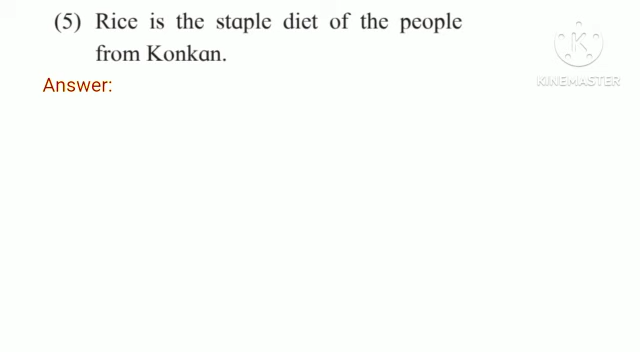 (5) Rice is the staple diet of the people
from Konkan.
Answer:
K
KINEMASTER